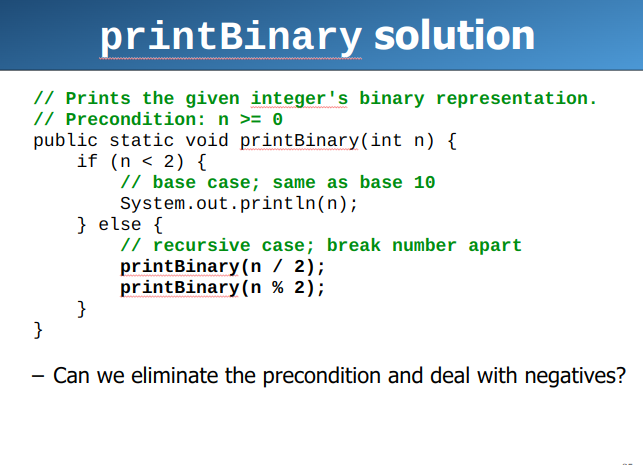 printBinary solution
// Prints the given integer's binary representation.
// Precondition: n >= 0
public static void printBinary(int n) {
    if (n < 2) {
        // base case; same as base 10
        System.out.println(n);
    } else {
        // recursive case; break number apart
        printBinary(n / 2);
        printBinary(n % 2);
    }
}
– Can we eliminate the precondition and deal with negatives?